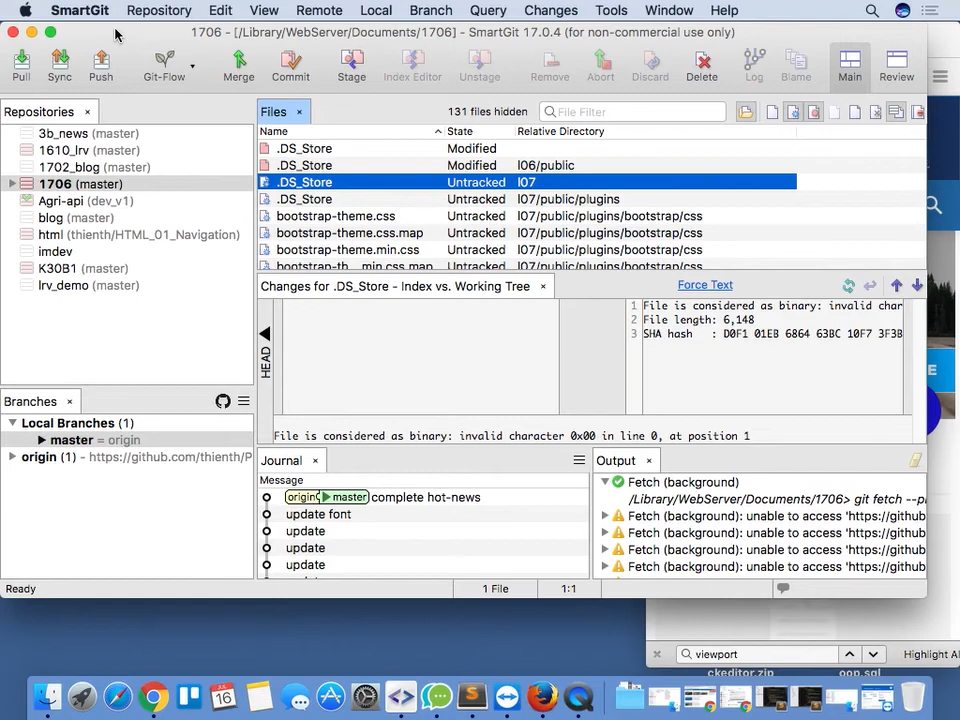 SmartGit Repository Edit View Remote Local Branch Query Changes Tools Window Help
1706 - [/Library/WebServer/Documents/1706] - SmartGit 17.0.4 (for non-commercial use only)
Pull Sync Push Git-Flow Merge Commit Stage Index Editor Unstage Remove Abort Discard Delete Log Blame Main Review
Repositories × Files × 131 files hidden File Filter
Name State Relative Directory
3b_news (master)
1610_lrv (master)
1702_blog (master)
1706 (master)
Agri-api (dev_v1)
blog (master)
html (thienth/HTML_01_Navigation)
imdev
K30B1 (master)
lrv_demo (master)
.DS_Store Modified
.DS_Store Modified l06/public
.DS_Store Untracked l07
.DS_Store Untracked l07/public/plugins
bootstrap-theme.css Untracked l07/public/plugins/bootstrap/css
bootstrap-theme.css.map Untracked l07/public/plugins/bootstrap/css
bootstrap-theme.min.css Untracked l07/public/plugins/bootstrap/css
bootstrap-th...min.css.map Untracked l07/public/plugins/bootstrap/css
Changes for .DS_Store - Index vs. Working Tree × Force Text
HEAD
1 File is considered as binary: invalid char
2 File length: 6,148
3 SHA hash : D0F1 01EB 6864 63BC 10F7 3F3B
File is considered as binary: invalid character 0x00 in line 0, at position 1
E
Branches ×
Local Branches (1)
master = origin
origin (1) - https://github.com/thienth/P
Journal ×
Message
origin master complete hot-news
update font
update
update
update
Output ×
Fetch (background)
/Library/WebServer/Documents/1706> git fetch --p
Fetch (background): unable to access 'https://github
Fetch (background): unable to access 'https://github
Fetch (background): unable to access 'https://github
Fetch (background): unable to access 'https://github
Ready 1 File 1:1
viewport Highlight Al
ckeditor.zip oop.sql
16